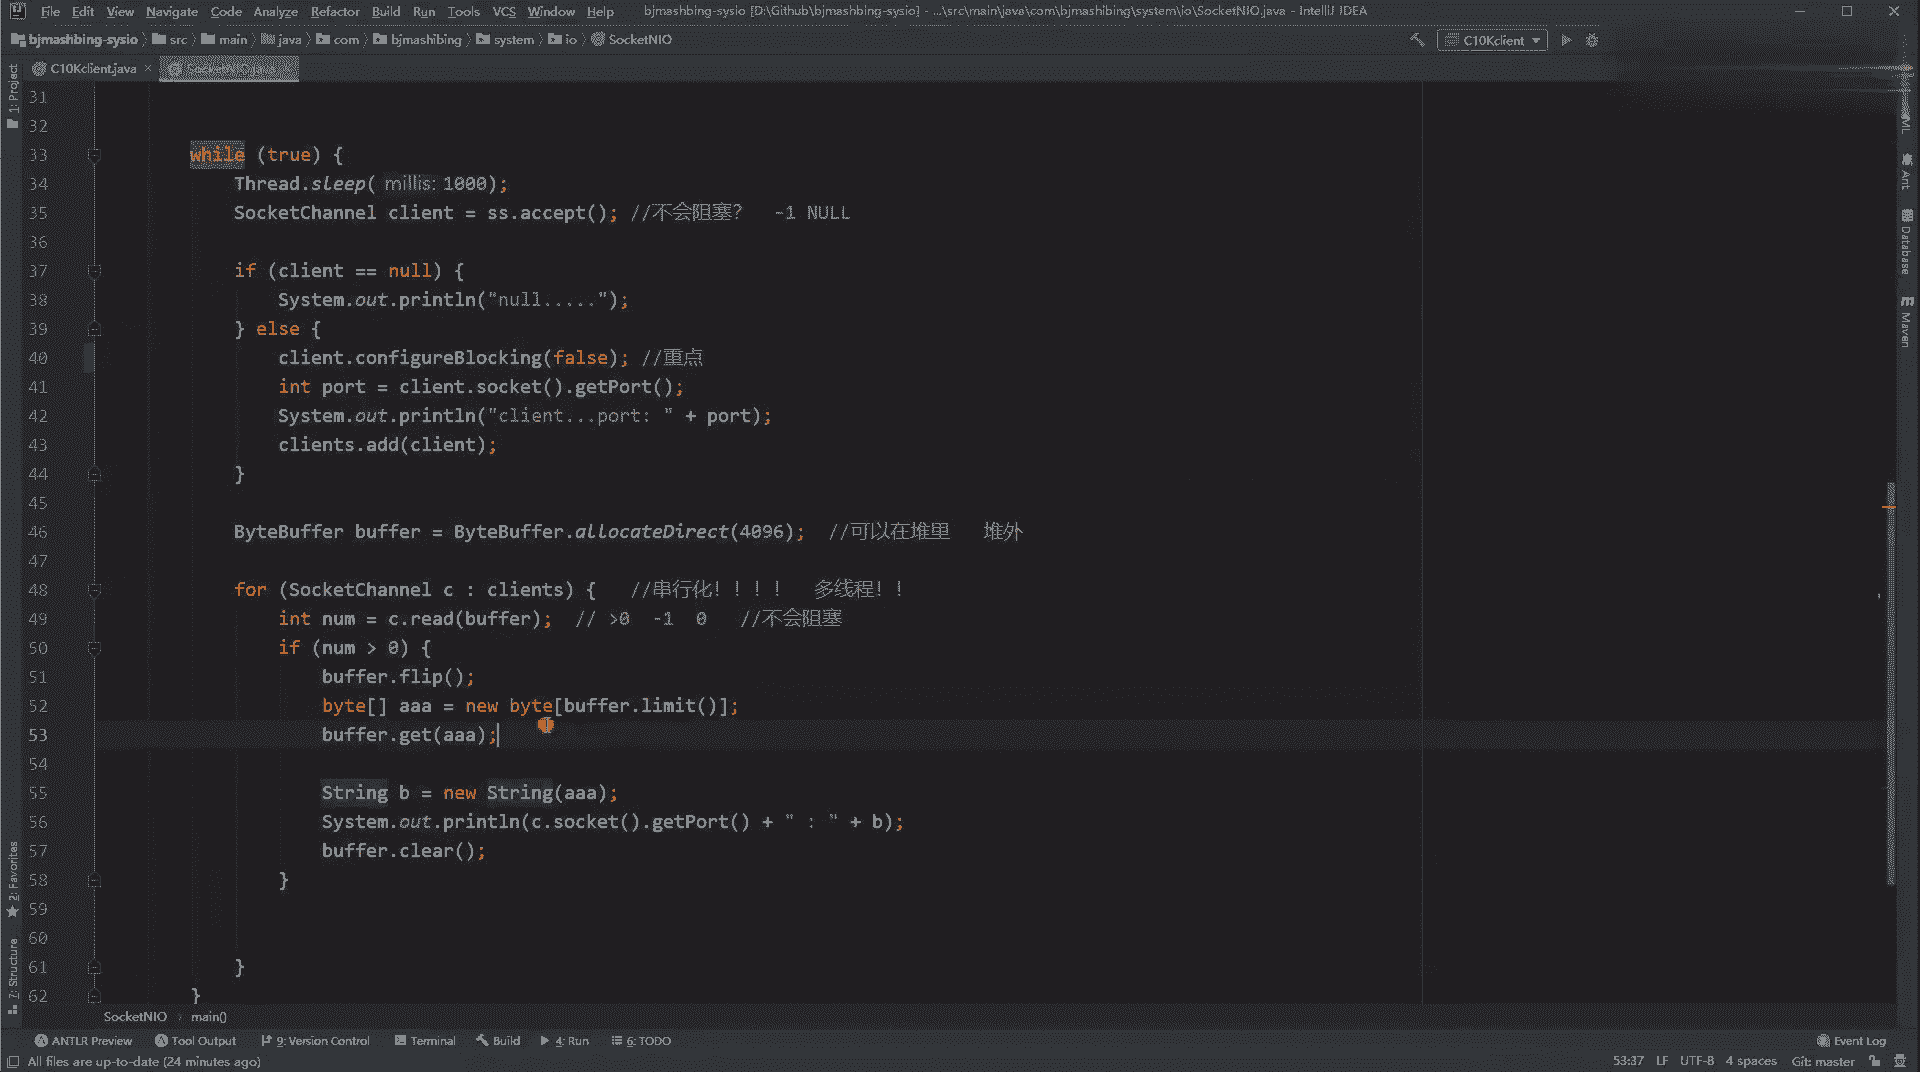 File Edit View Navigate Code Analyze Refactor Build Run Tools VCS Window Help bjmashbing-sysio [D:\Github\bjmashbing-sysio] - ...\src\main\java\com\bjmashibing\system\io\SocketNIO.java - IntelliJ IDEA
bjmashbing-sysio src main java com bjmashibing system io SocketNIO C10Kclient
C10Kclient.java SocketNIO.java
1: Project
Ant
Database
Maven
31
32
33 while (true) {
34 Thread.sleep( millis: 1000);
35 SocketChannel client = ss.accept(); //不会阻塞? -1 NULL
36
37 if (client == null) {
38 System.out.println("null.....");
39 } else {
40 client.configureBlocking(false); //重点
41 int port = client.socket().getPort();
42 System.out.println("client...port: " + port);
43 clients.add(client);
44 }
45
46 ByteBuffer buffer = ByteBuffer.allocateDirect(4096); //可以在堆里 堆外
47
48 for (SocketChannel c : clients) { //串行化!!!! 多线程!!
49 int num = c.read(buffer); // >0 -1 0 //不会阻塞
50 if (num > 0) {
51 buffer.flip();
52 byte[] aaa = new byte[buffer.limit()];
53 buffer.get(aaa);
54
55 String b = new String(aaa);
56 System.out.println(c.socket().getPort() + " : " + b);
57 buffer.clear();
58 }
59
60
61 }
62 }
2: Favorites
7: Structure
SocketNIO main()
ANTLR Preview Tool Output 9: Version Control Terminal Build 4: Run 6: TODO Event Log
All files are up-to-date (24 minutes ago) 53:37 LF UTF-8 4 spaces Git: master